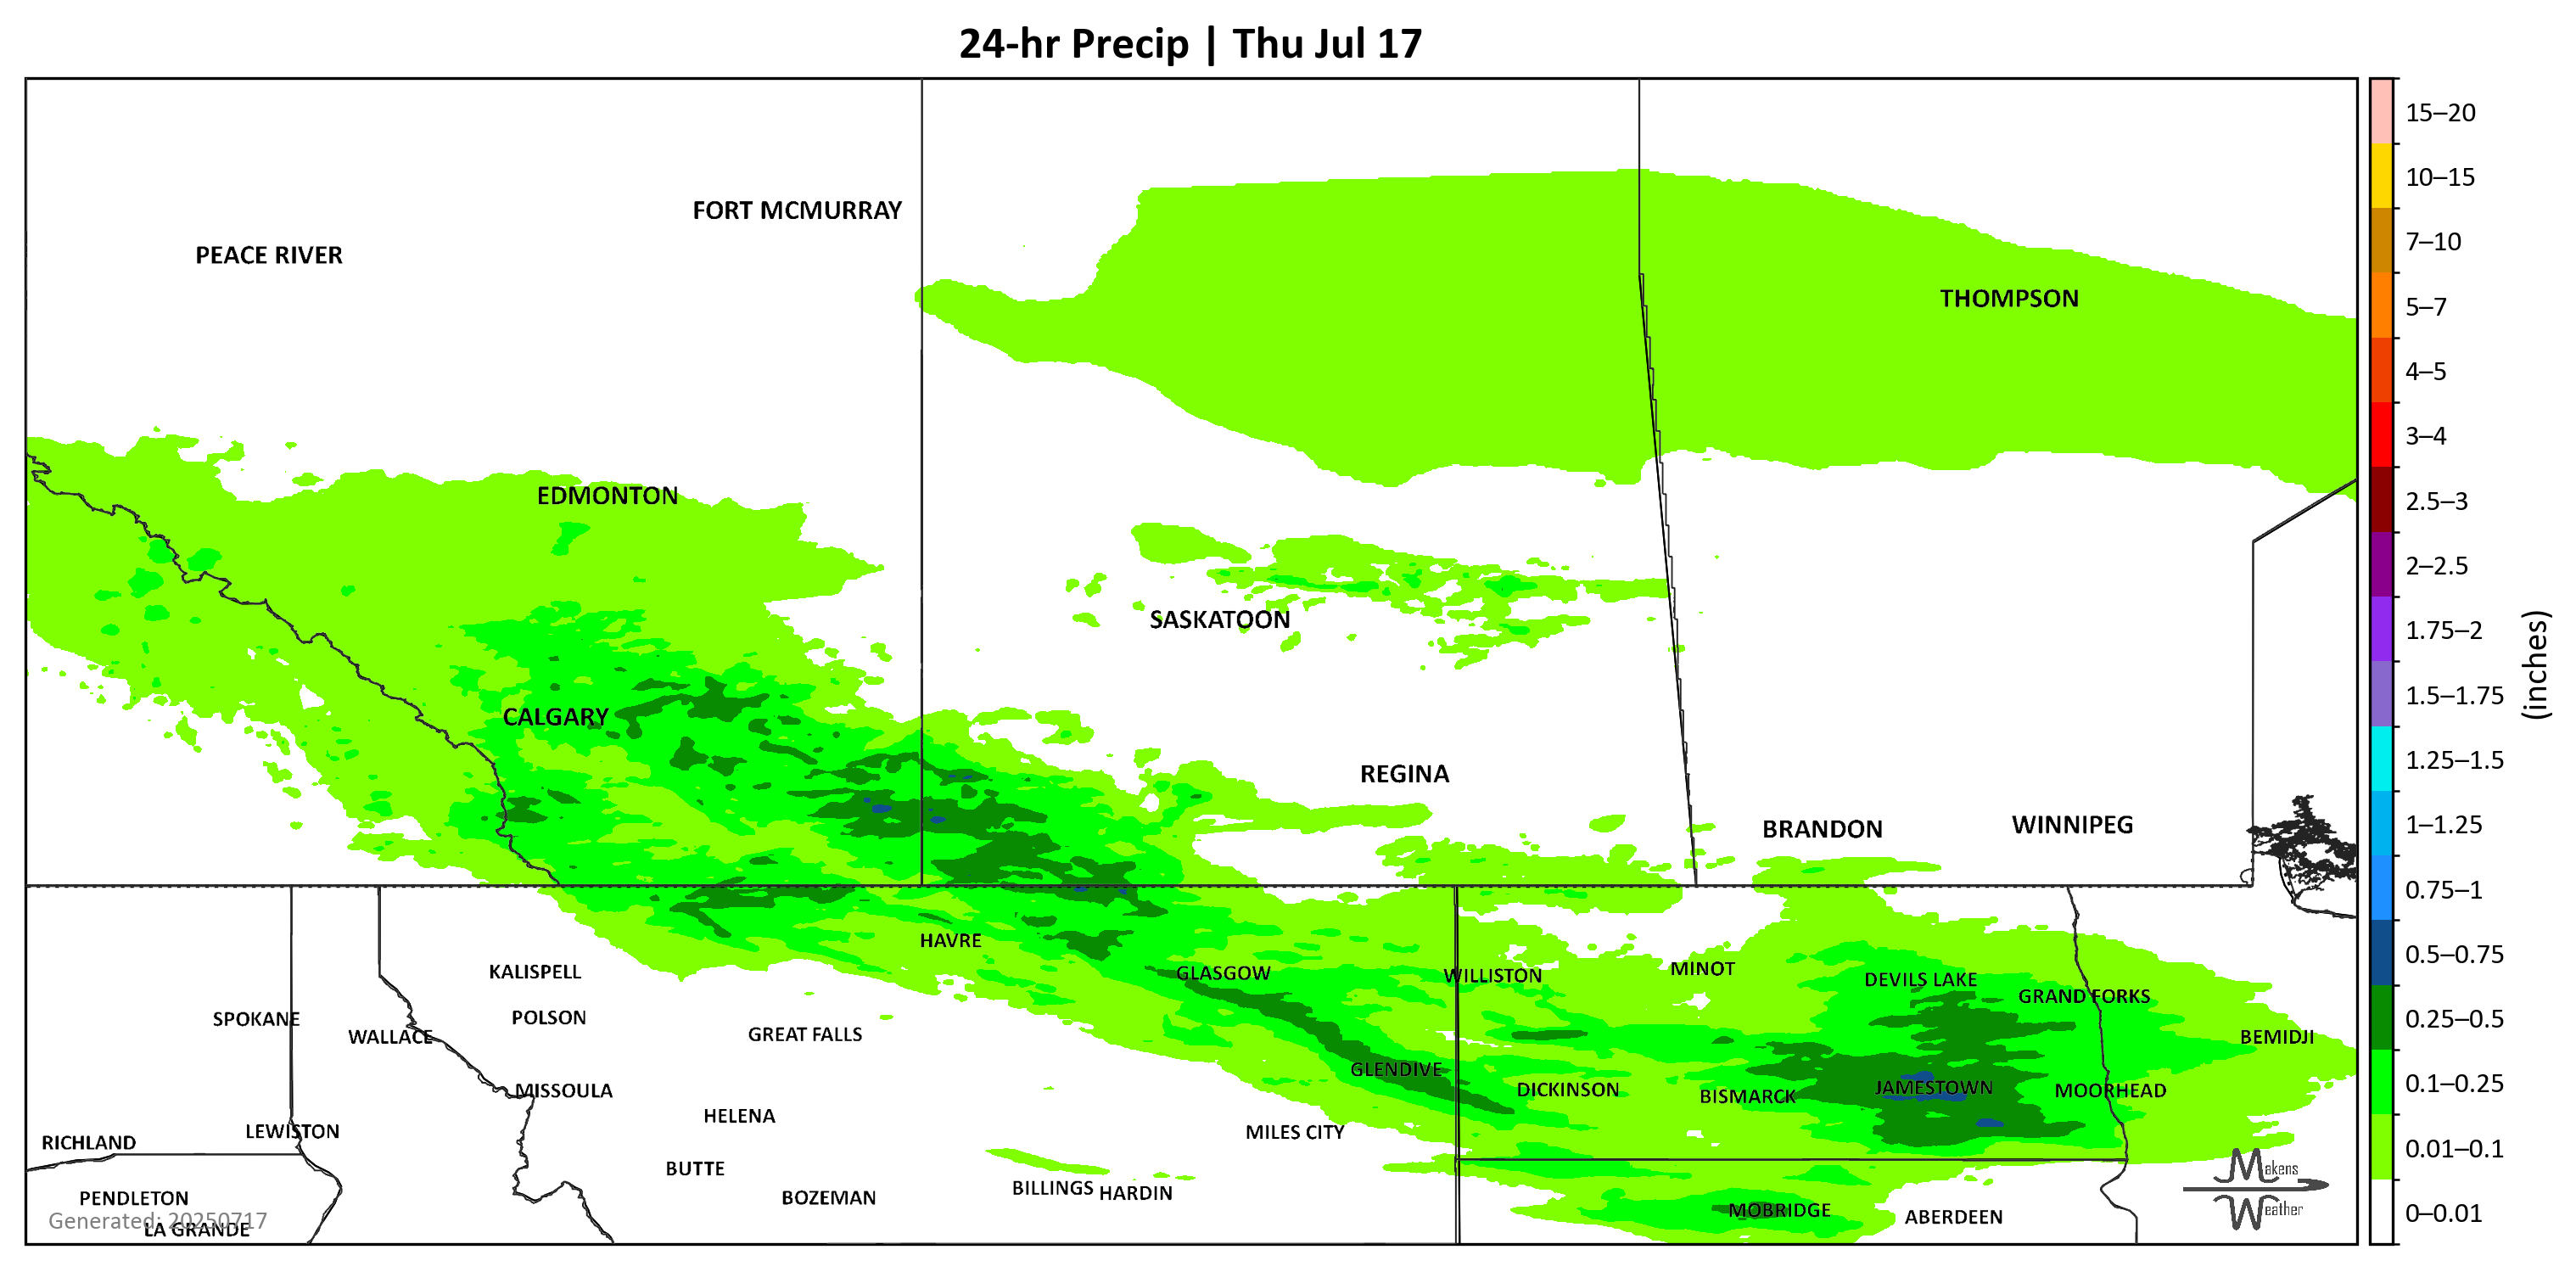 24-hr Precip | Thu Jul 17
15–20
10–15
7–10
5–7
4–5
3–4
2.5–3
2–2.5
1.75–2
1.5–1.75
1.25–1.5
1–1.25
0.75–1
0.5–0.75
0.25–0.5
0.1–0.25
0.01–0.1
0–0.01
(inches)
FORT MCMURRAY
PEACE RIVER
THOMPSON
EDMONTON
SASKATOON
CALGARY
REGINA
BRANDON
WINNIPEG
HAVRE
KALISPELL
GLASGOW
WILLISTON
MINOT
DEVILS LAKE
GRAND FORKS
SPOKANE
POLSON
WALLACE
GREAT FALLS
BEMIDJI
GLENDIVE
MISSOULA
DICKINSON
BISMARCK
JAMESTOWN
MOORHEAD
HELENA
LEWISTON
MILES CITY
RICHLAND
BUTTE
BILLINGS
HARDIN
PENDLETON
BOZEMAN
MOBRIDGE
ABERDEEN
Generated: 20250717
LA GRANDE
Makens
Weather